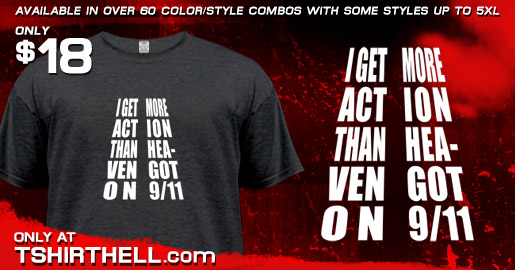 AVAILABLE IN OVER 60 COLOR/STYLE COMBOS WITH SOME STYLES UP TO 5XL
ONLY
$18
I GET MORE
ACT ION
THAN HEA-
VEN GOT
O N 9/11
I GET MORE
ACT ION
THAN HEA-
VEN GOT
O N 9/11
ONLY AT
TSHIRTHELL.com